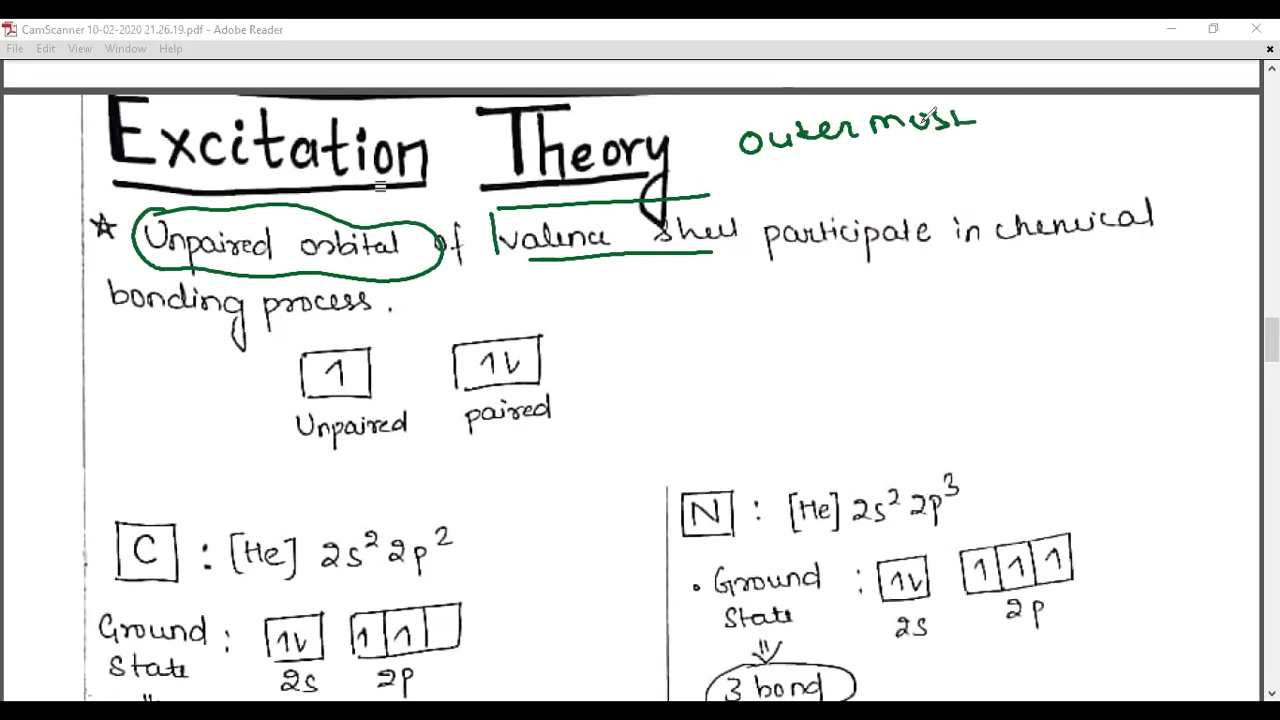 CamScanner 10-02-2020 21.26.19.pdf - Adobe Reader
File Edit View Window Help
Excitation Theory outermost
★ Unpaired orbital of valence shell participate in chemical
bonding process.
1 1v
Unpaired paired
C : [He] 2s² 2p²
Ground State : 1v 1 1
2s 2p
N : [He] 2s² 2p³
• Ground State : 1v 1 1 1
2s 2p
3 bond